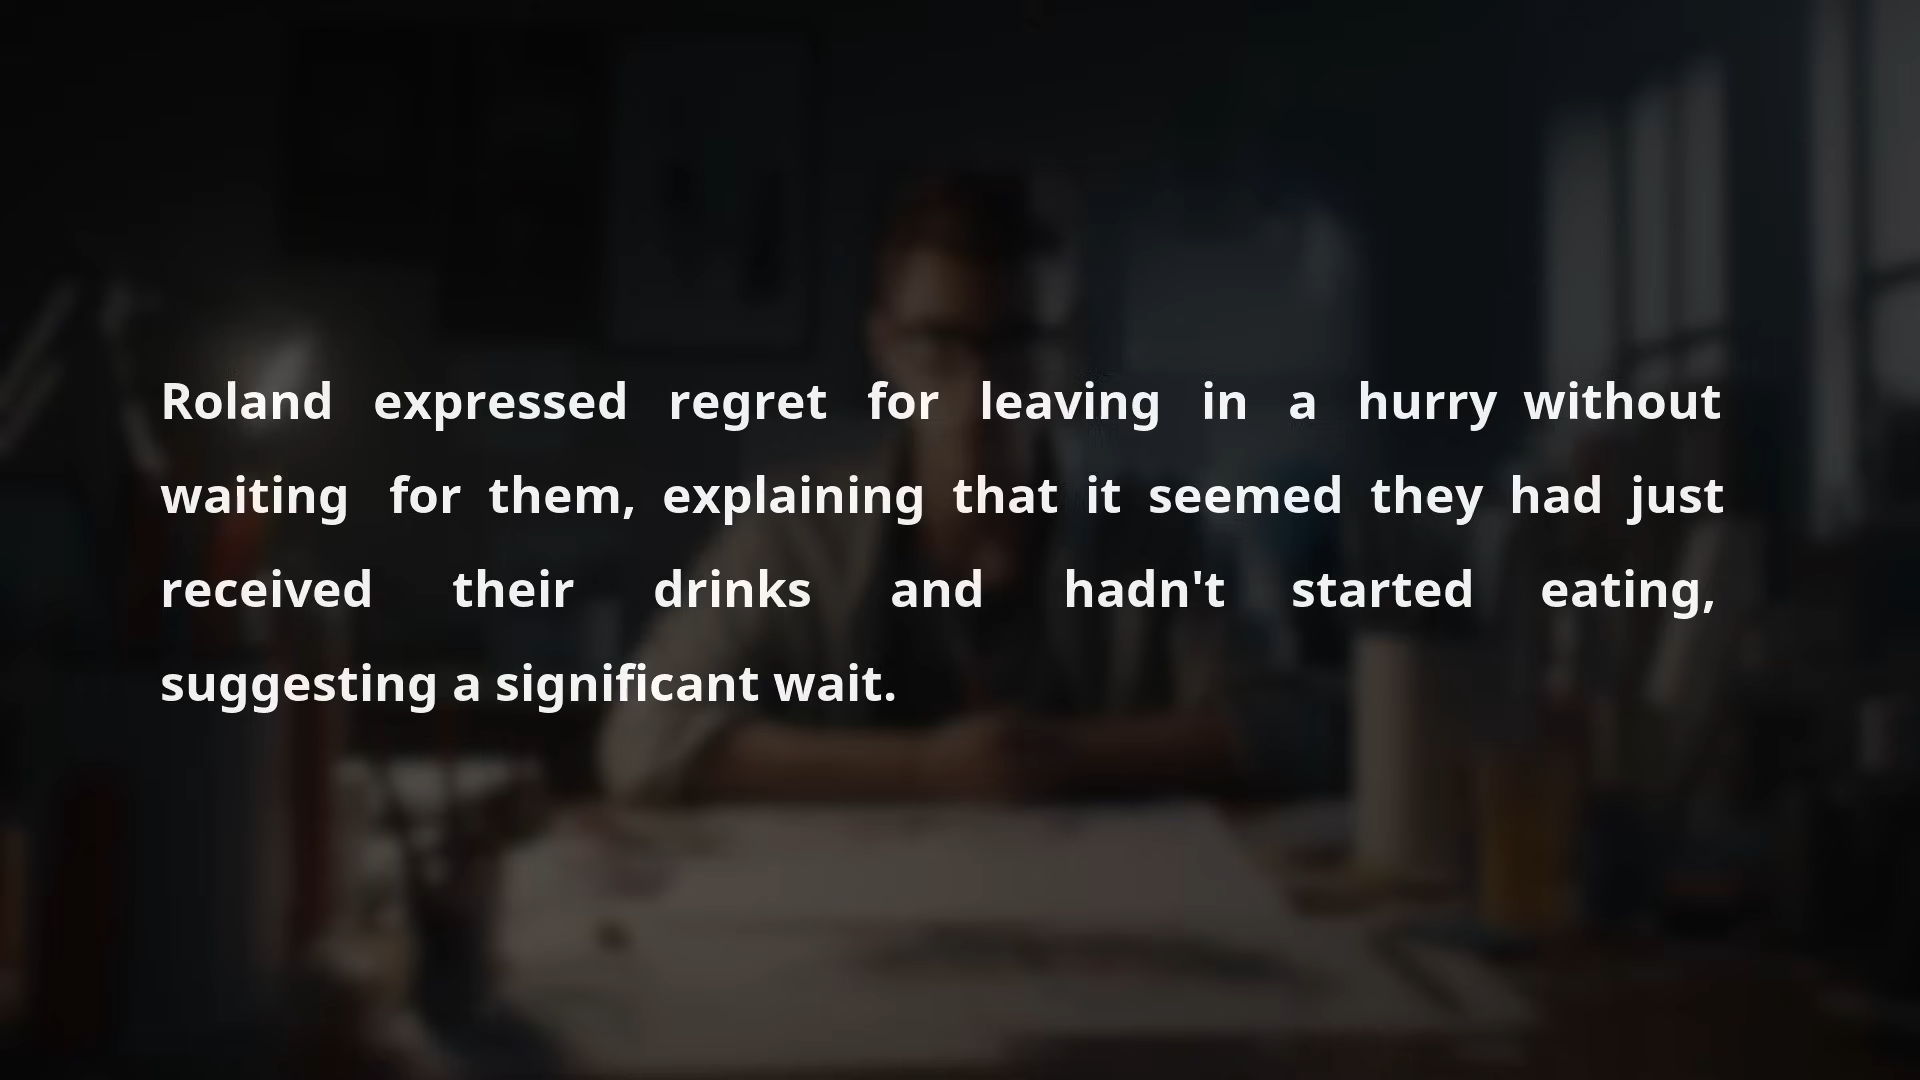 Roland expressed regret for leaving in a hurry without
waiting for them, explaining that it seemed they had just
received their drinks and hadn't started eating,
suggesting a significant wait.